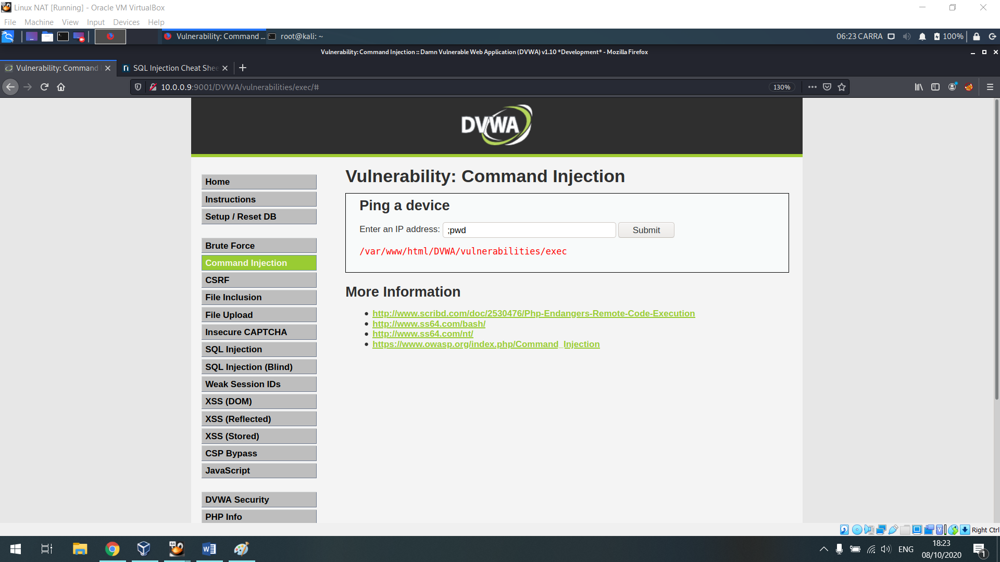 Linux NAT [Running] - Oracle VM VirtualBox
File Machine View Input Devices Help
Vulnerability: Command ... root@kali: ~ 06:23 CARRA 100%
Vulnerability: Command Injection :: Damn Vulnerable Web Application (DVWA) v1.10 *Development* - Mozilla Firefox
Vulnerability: Command SQL Injection Cheat Shee
10.0.0.9:9001/DVWA/vulnerabilities/exec/# 130%
DVWA
Home
Instructions
Setup / Reset DB
Brute Force
Command Injection
CSRF
File Inclusion
File Upload
Insecure CAPTCHA
SQL Injection
SQL Injection (Blind)
Weak Session IDs
XSS (DOM)
XSS (Reflected)
XSS (Stored)
CSP Bypass
JavaScript
DVWA Security
PHP Info
Vulnerability: Command Injection
Ping a device
Enter an IP address: ;pwd Submit
/var/www/html/DVWA/vulnerabilities/exec
More Information
http://www.scribd.com/doc/2530476/Php-Endangers-Remote-Code-Execution
http://www.ss64.com/bash/
http://www.ss64.com/nt/
https://www.owasp.org/index.php/Command_Injection
Right Ctrl
ENG
18:23
08/10/2020
1